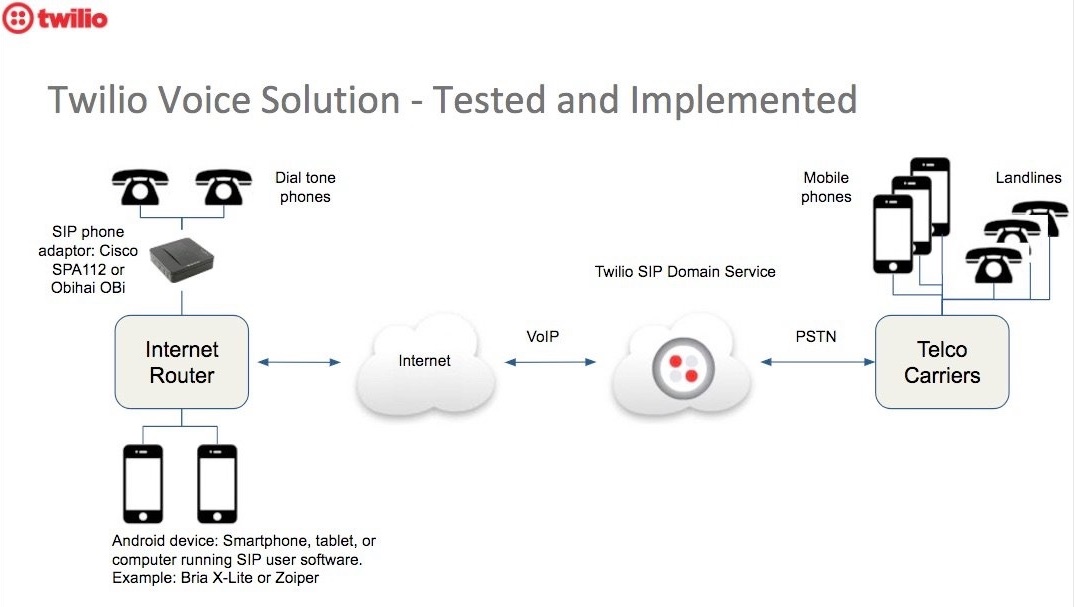 twilio
Twilio Voice Solution - Tested and Implemented
Dial tone
phones
SIP phone
adaptor: Cisco
SPA112 or
Obihai OBi
Mobile
phones
Landlines
Twilio SIP Domain Service
Internet
Router
Internet
VoIP
PSTN
Telco
Carriers
Android device: Smartphone, tablet, or
computer running SIP user software.
Example: Bria X-Lite or Zoiper